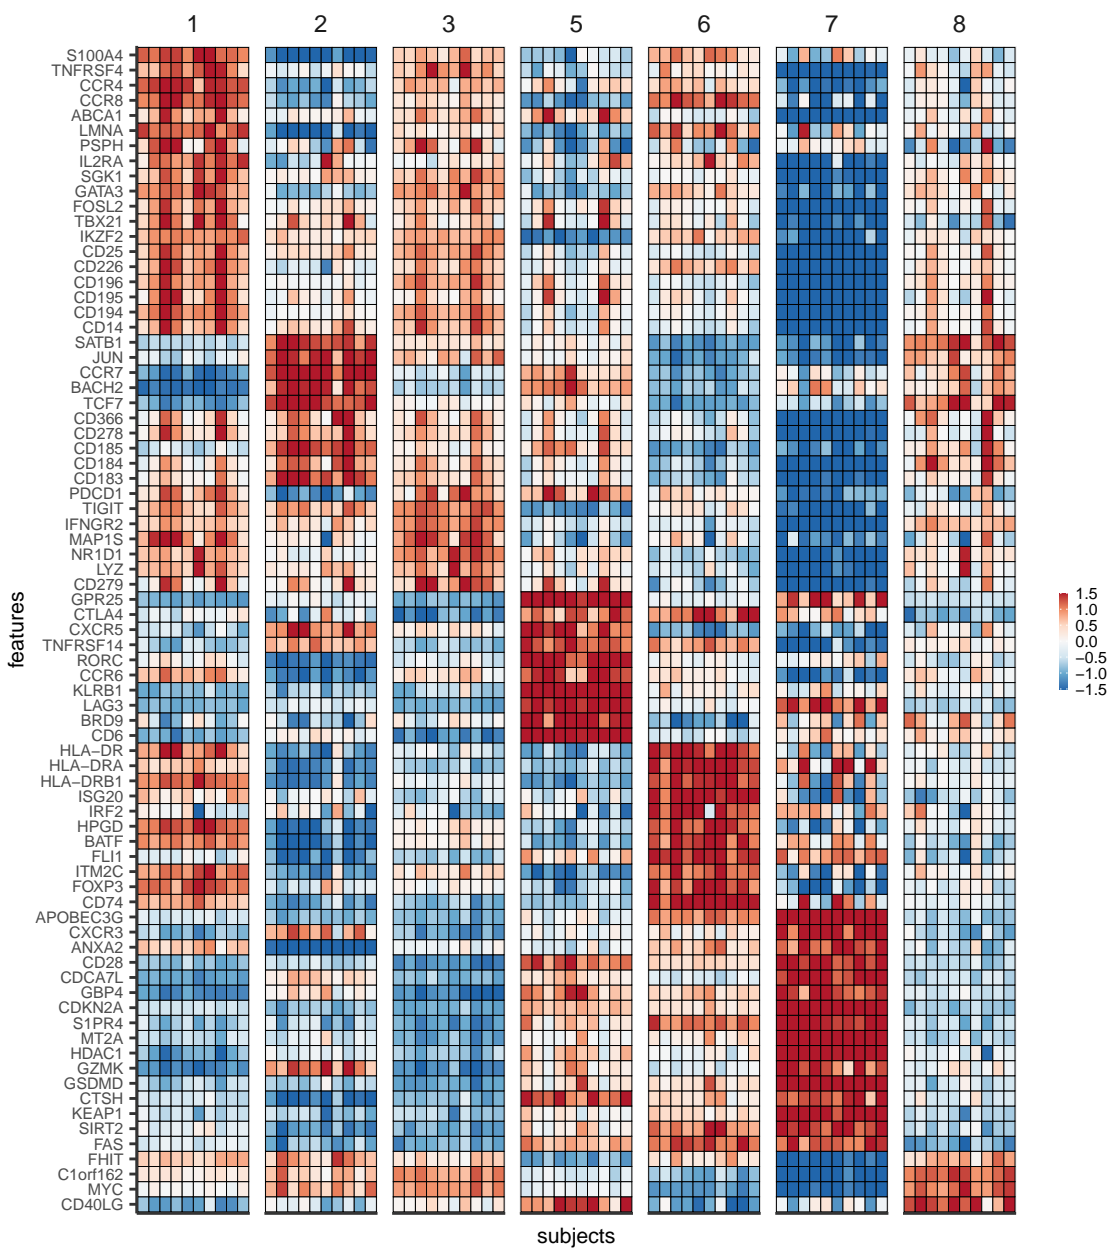 1 2 3 5 6 7 8
S100A4
TNFRSF4
CCR4
CCR8
ABCA1
LMNA
PSPH
IL2RA
SGK1
GATA3
FOSL2
TBX21
IKZF2
CD25
CD226
CD196
CD195
CD194
CD14
SATB1
JUN
CCR7
BACH2
TCF7
CD366
CD278
CD185
CD184
CD183
PDCD1
TIGIT
IFNGR2
MAP1S
NR1D1
LYZ
CD279
GPR25
CTLA4
CXCR5
TNFRSF14
RORC
CCR6
KLRB1
LAG3
BRD9
CD6
HLA−DR
HLA−DRA
HLA−DRB1
ISG20
IRF2
HPGD
BATF
FLI1
ITM2C
FOXP3
CD74
APOBEC3G
CXCR3
ANXA2
CD28
CDCA7L
GBP4
CDKN2A
S1PR4
MT2A
HDAC1
GZMK
GSDMD
CTSH
KEAP1
SIRT2
FAS
FHIT
C1orf162
MYC
CD40LG
features
subjects
1.5
1.0
0.5
0.0
−0.5
−1.0
−1.5